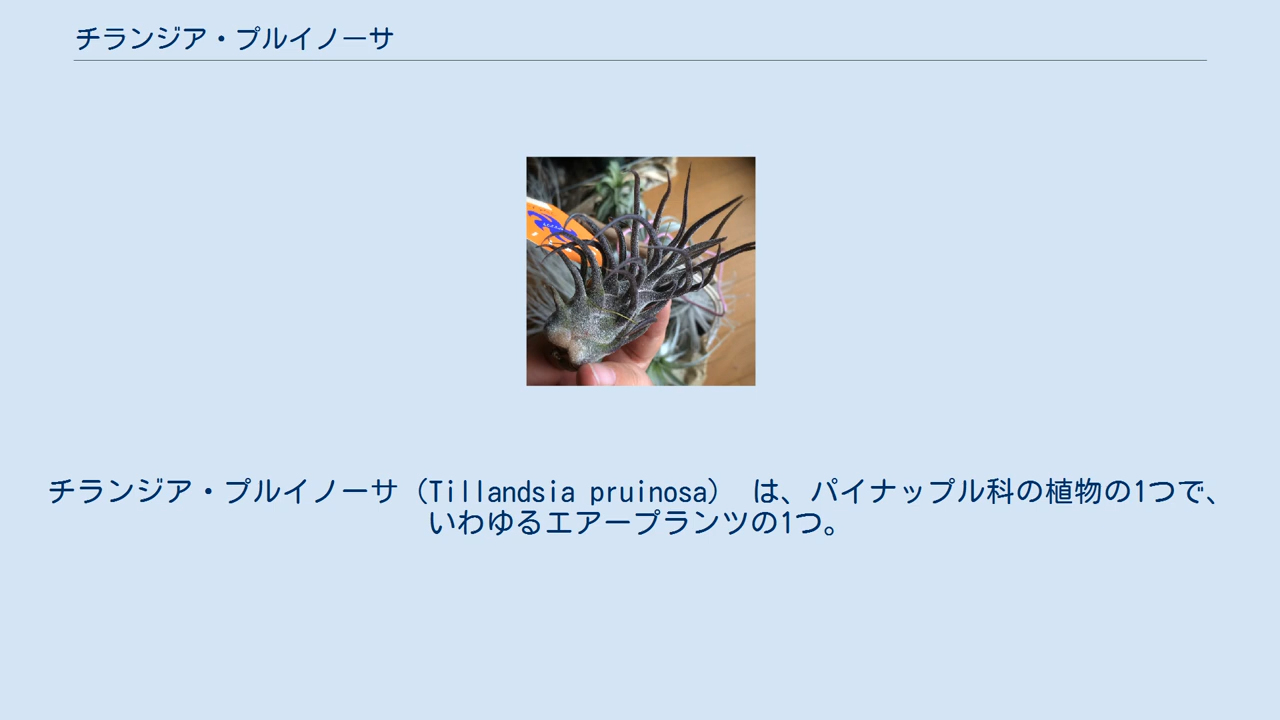 チランジア・プルイノーサ
チランジア・プルイノーサ（Tillandsia pruinosa） は、パイナップル科の植物の1つで、
いわゆるエアープランツの1つ。